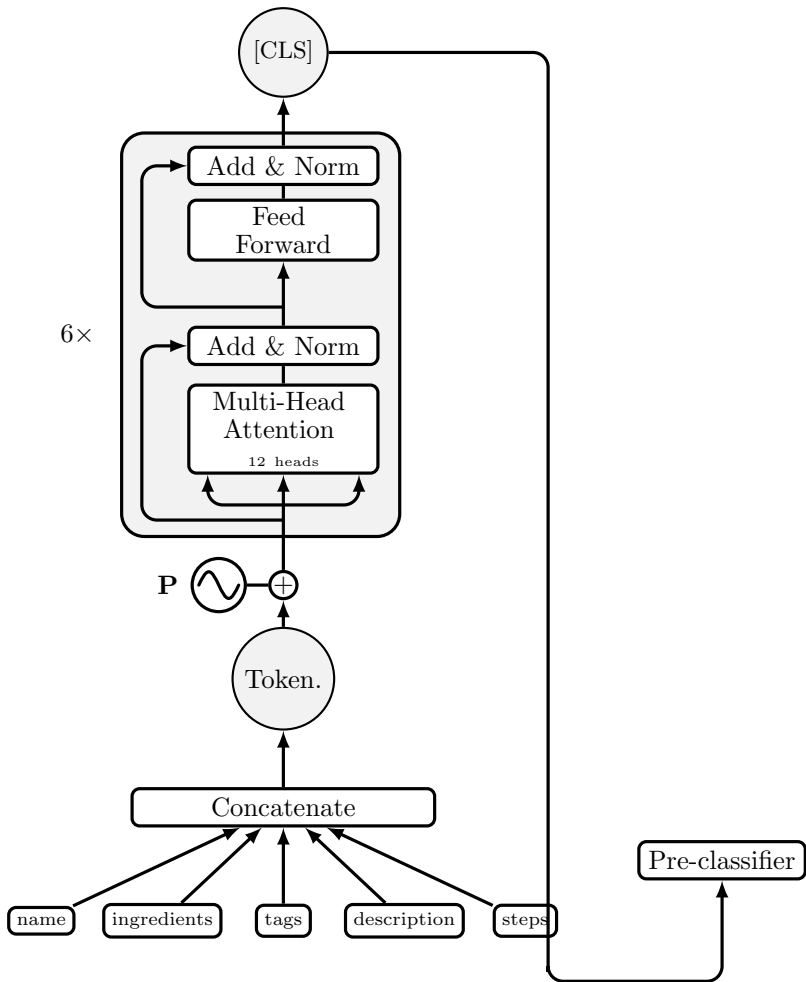 [CLS]
Add & Norm
Feed
Forward
6×
Add & Norm
Multi-Head
Attention
12 heads
P
+
Token.
Concatenate
Pre-classifier
name
ingredients
tags
description
steps